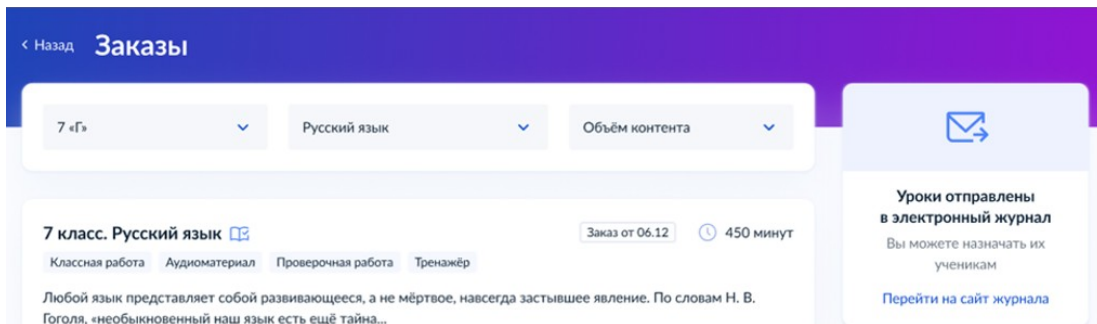 Назад Заказы
7 «Г» Русский язык Объём контента
7 класс. Русский язык Заказ от 06.12 450 минут
Классная работа Аудиоматериал Проверочная работа Тренажёр
Любой язык представляет собой развивающееся, а не мёртвое, навсегда застывшее явление. По словам Н. В.
Гоголя, «необыкновенный наш язык есть ещё тайна...
Уроки отправлены
в электронный журнал
Вы можете назначать их
ученикам
Перейти на сайт журнала